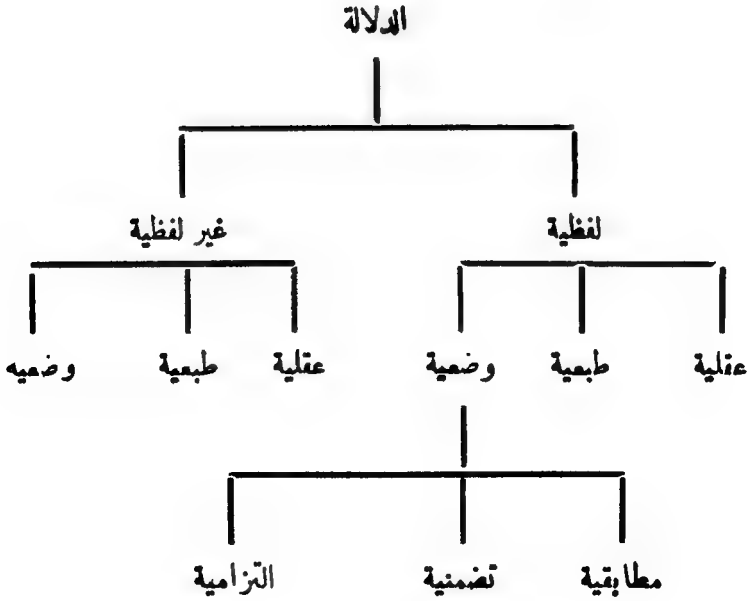 الدلالة
لفظية غير لفظية
عقلية طبعية وضعية عقلية طبعية وضعيه
مطابقية تضمنية التزامية